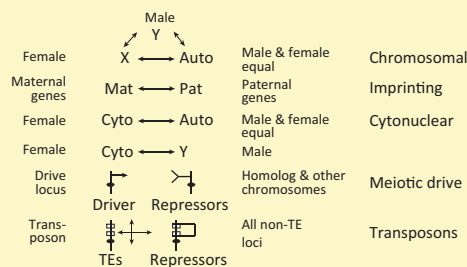 Male
Y
Female X Auto Male & female equal Chromosomal
Maternal genes Mat Pat Paternal genes Imprinting
Female Cyto Auto Male & female equal Cytonuclear
Female Cyto Y Male
Drive locus Driver Repressors Homolog & other chromosomes Meiotic drive
Trans-
poson TEs Repressors All non-TE loci Transposons